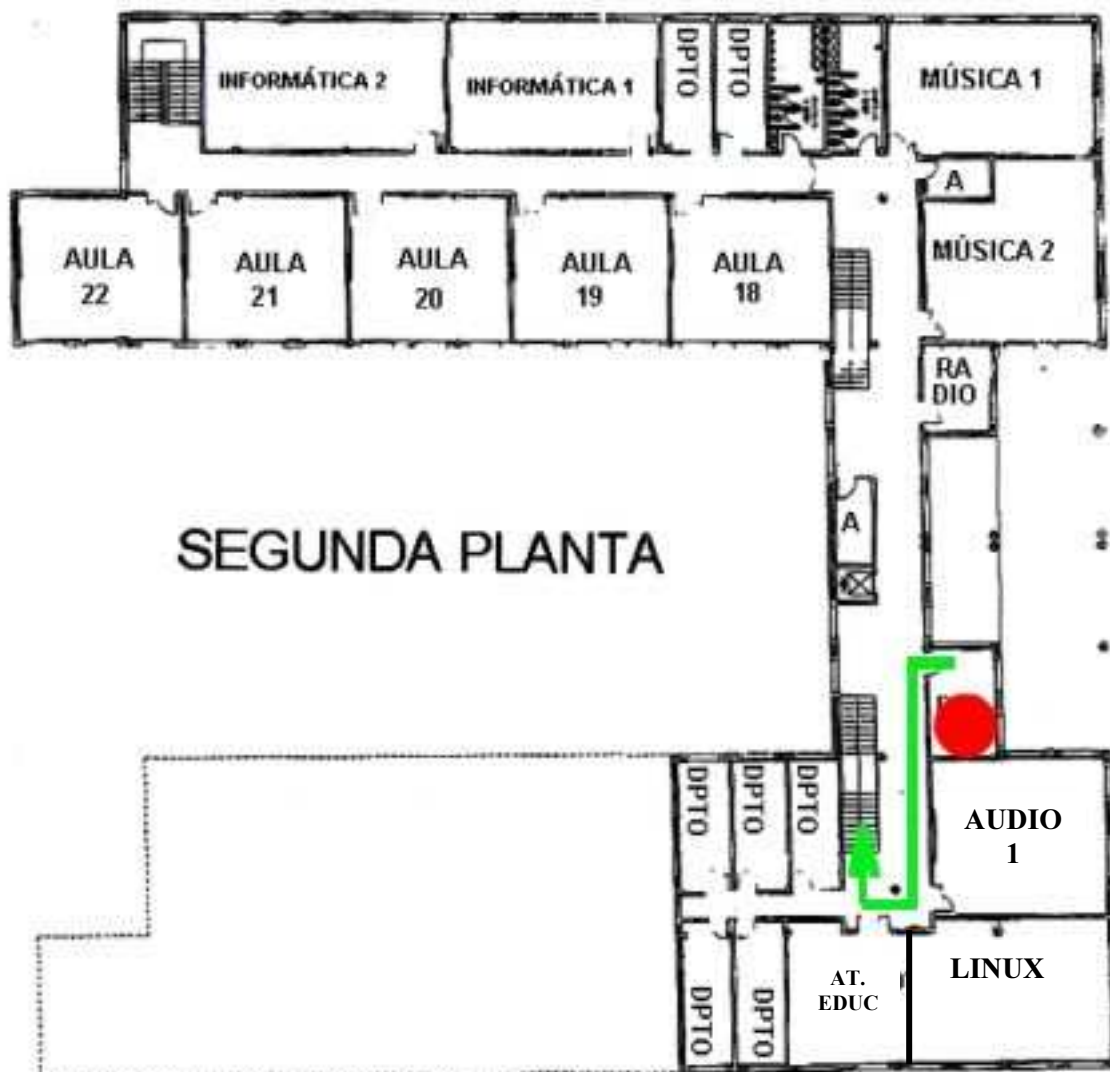 INFORMÁTICA 2
INFORMÁTICA 1
DPTO
DPTO
MÚSICA 1
A
MÚSICA 2
AULA
22
AULA
21
AULA
20
AULA
19
AULA
18
RA
DIO
A
SEGUNDA PLANTA
DPTO
DPTO
DPTO
AUDIO
1
DPTO
DPTO
AT.
EDUC
LINUX